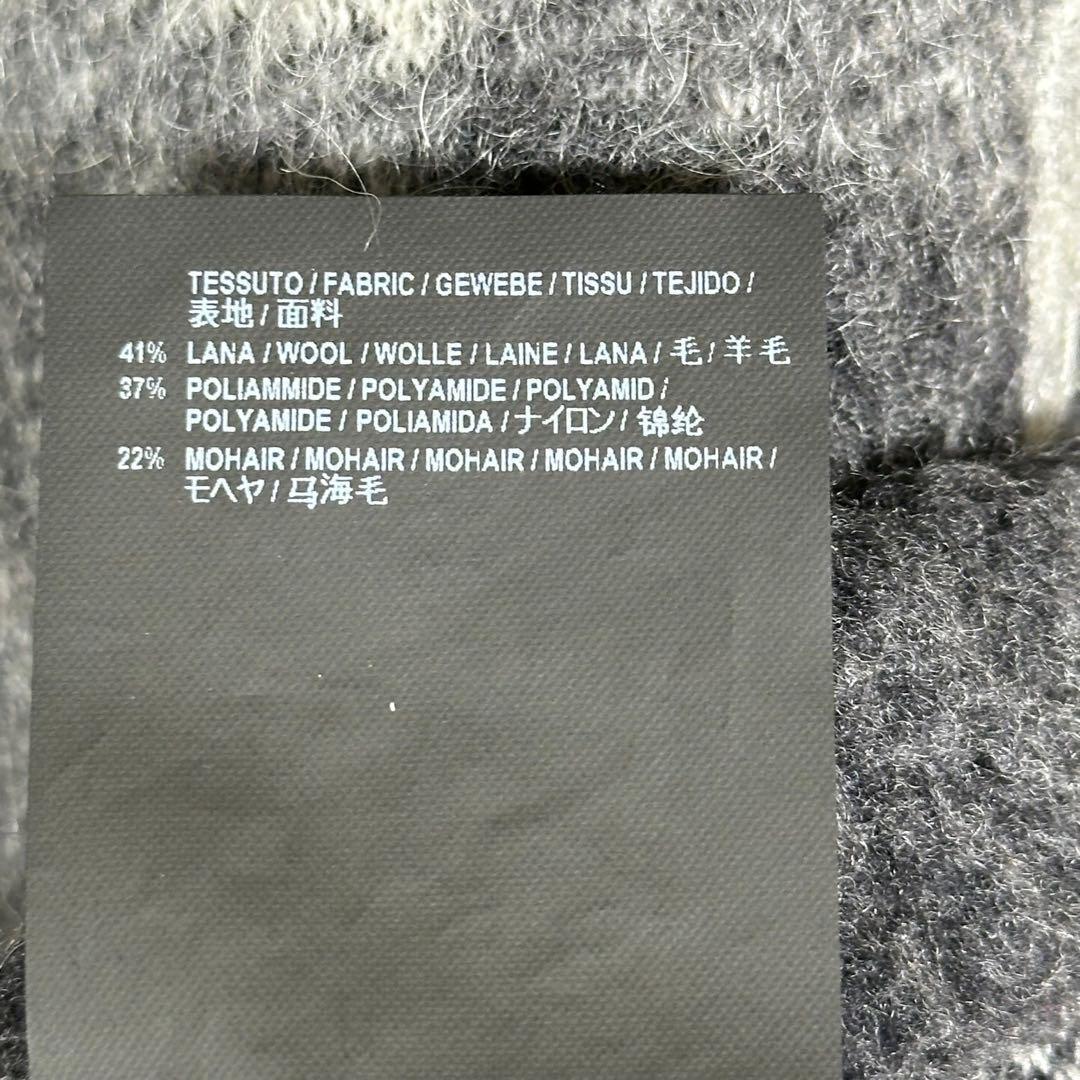 TESSUTO / FABRIC / GEWEBE / TISSU / TEJIDO /
表地 / 面料
41% LANA / WOOL / WOLLE / LAINE / LANA / 毛 / 羊毛
37% POLIAMMIDE / POLYAMIDE / POLYAMID /
POLYAMIDE / POLIAMIDA / ナイロン / 锦纶
22% MOHAIR / MOHAIR / MOHAIR / MOHAIR / MOHAIR /
モヘヤ / 马海毛